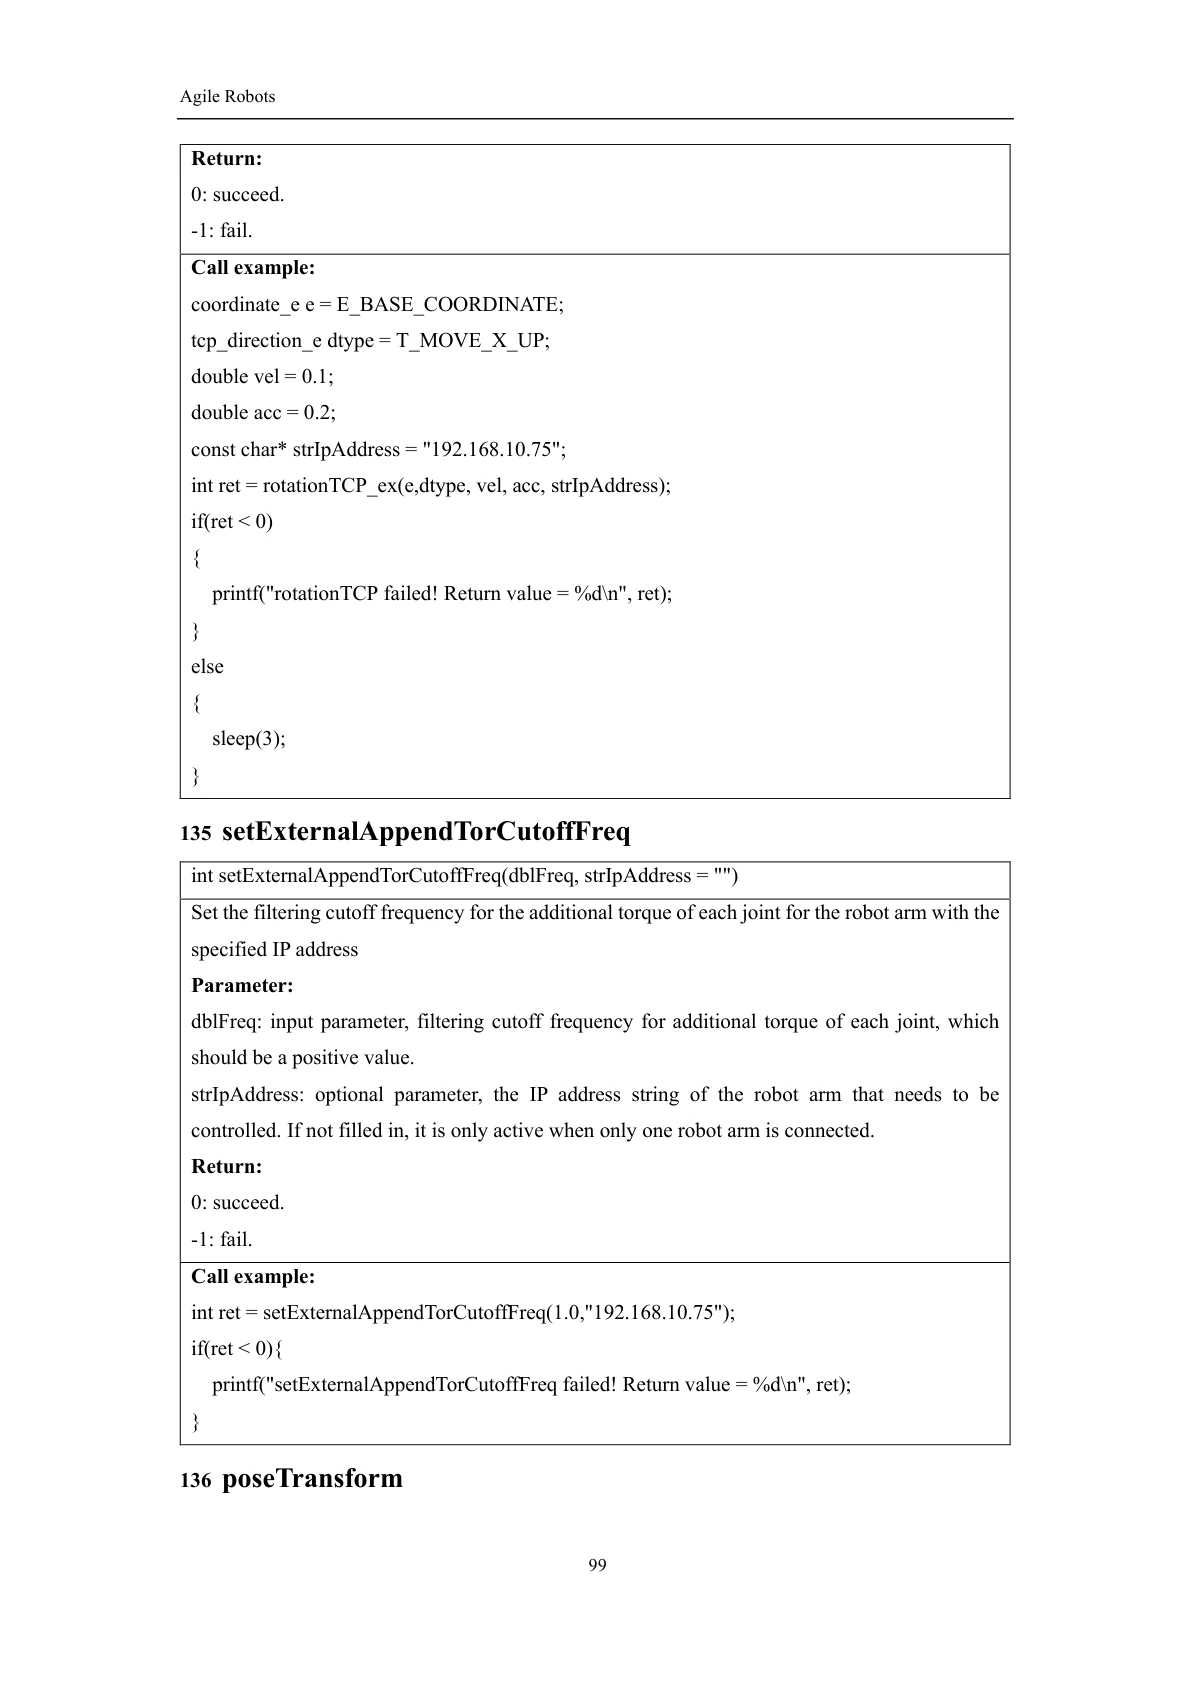 Agile Robots
Return:
0: succeed.
-1: fail.
Call example:
coordinate_e e = E_BASE_COORDINATE;
tcp_direction_e dtype = T_MOVE_X_UP;
double vel = 0.1;
double acc = 0.2;
const char* strIpAddress = "192.168.10.75";
int ret = rotationTCP_ex(e,dtype, vel, acc, strIpAddress);
if(ret < 0)
{
printf("rotationTCP failed! Return value = %d\n", ret);
}
else
{
sleep(3);
}
135 setExternalAppendTorCutoffFreq
int setExternalAppendTorCutoffFreq(dblFreq, strIpAddress = "")
Set the filtering cutoff frequency for the additional torque of each joint for the robot arm with the
specified IP address
Parameter:
dblFreq: input parameter, filtering cutoff frequency for additional torque of each joint, which
should be a positive value.
strIpAddress: optional parameter, the IP address string of the robot arm that needs to be
controlled. If not filled in, it is only active when only one robot arm is connected.
Return:
0: succeed.
-1: fail.
Call example:
int ret = setExternalAppendTorCutoffFreq(1.0,"192.168.10.75");
if(ret < 0){
printf("setExternalAppendTorCutoffFreq failed! Return value = %d\n", ret);
}
136 poseTransform
99